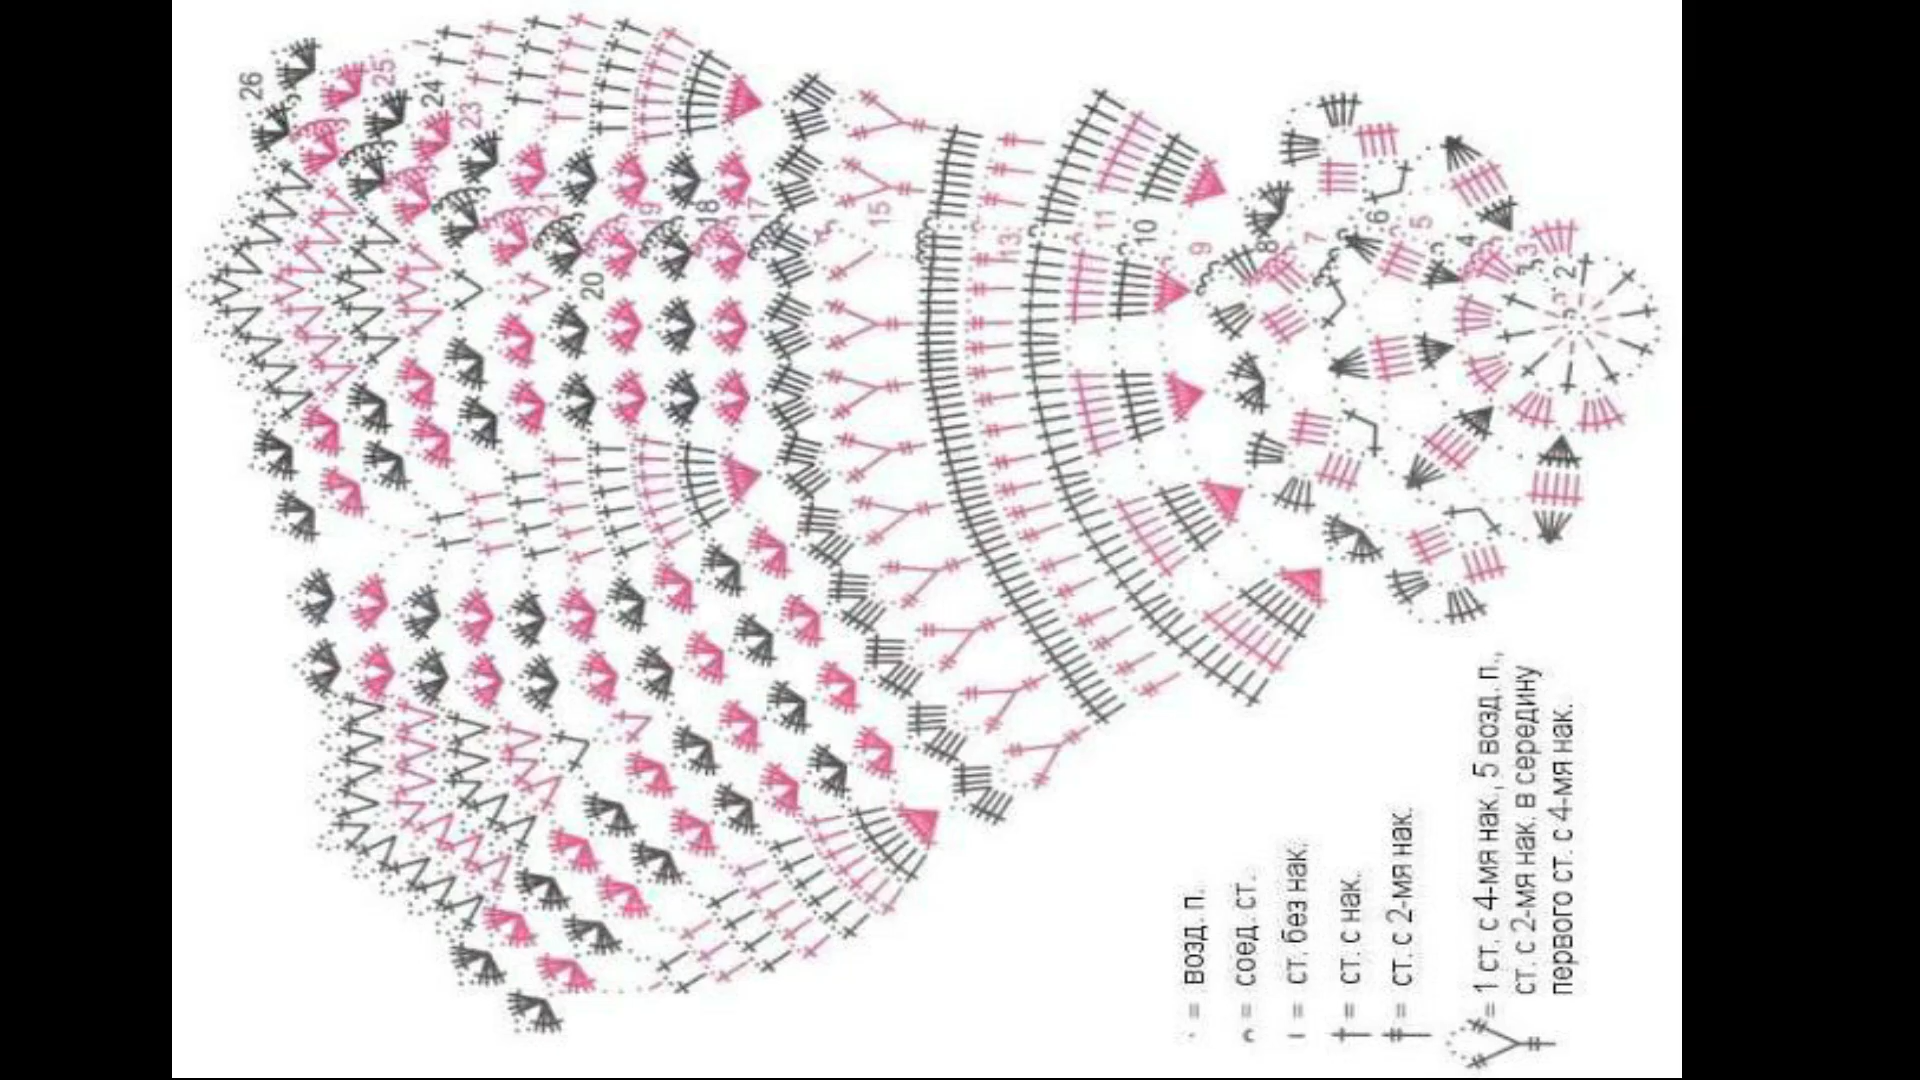 26
25
24
23
21
20
19
18
17
15
13
11
10
9
8
7
6
5
4
3
2
· = возд. п.
= соед. ст.
= ст. без нак.
= ст. с нак.
= ст. с 2-мя нак.
= 1 ст. с 4-мя нак., 5 возд. п.,
ст. с 2-мя нак. в середину
первого ст. с 4-мя нак.